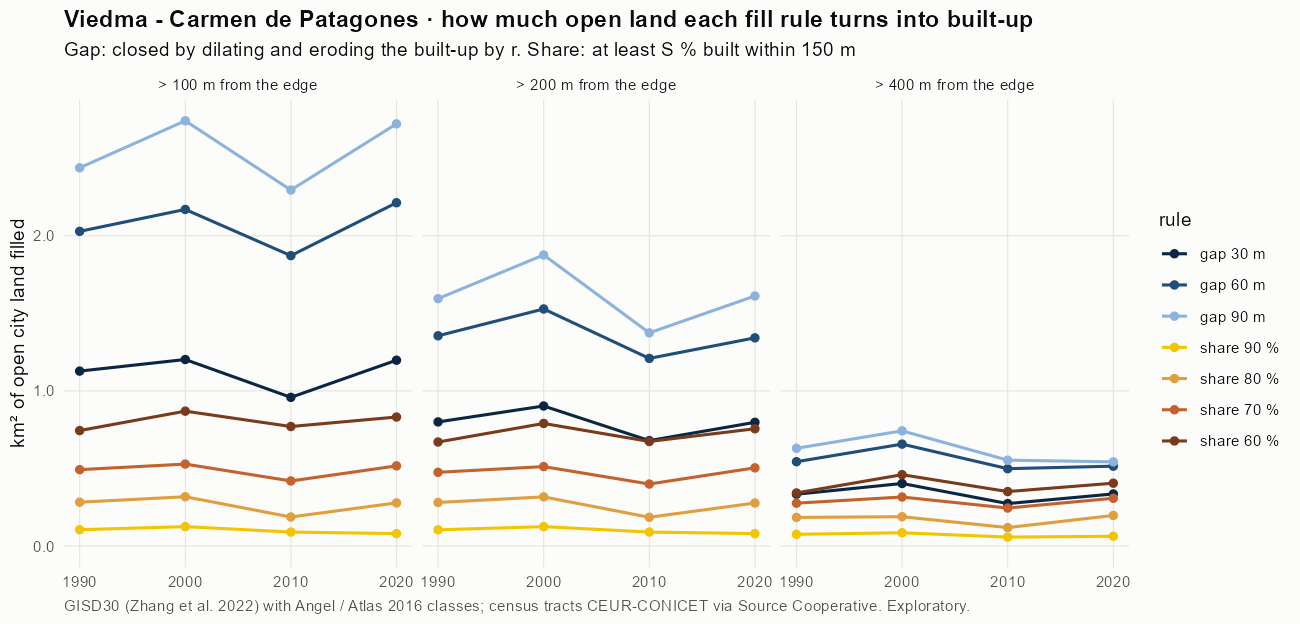 Viedma - Carmen de Patagones · how much open land each fill rule turns into built-up
Gap: closed by dilating and eroding the built-up by r. Share: at least S % built within 150 m
> 100 m from the edge
> 200 m from the edge
> 400 m from the edge
km² of open city land filled
2.0
1.0
0.0
1990 2000 2010 2020
1990 2000 2010 2020
1990 2000 2010 2020
rule
gap 30 m
gap 60 m
gap 90 m
share 90 %
share 80 %
share 70 %
share 60 %
GISD30 (Zhang et al. 2022) with Angel / Atlas 2016 classes; census tracts CEUR-CONICET via Source Cooperative. Exploratory.